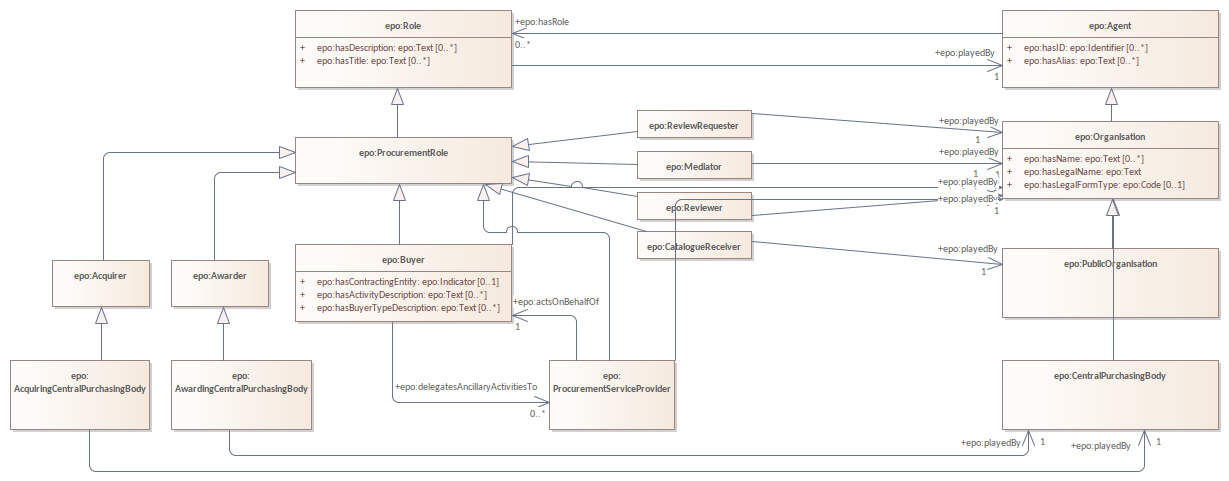 epo:Role
+ epo:hasDescription: epo:Text [0..*]
+ epo:hasTitle: epo:Text [0..*]
+epo:hasRole
0..*
+epo:playedBy
1
epo:Agent
+ epo:hasID: epo:Identifier [0..*]
+ epo:hasAlias: epo:Text [0..*]
epo:ProcurementRole
epo:ReviewRequester
epo:Mediator
epo:Reviewer
epo:CatalogueReceiver
+epo:playedBy
1
+epo:playedBy
1
1
+epo:playedBy
+epo:playedBy
1
epo:Organisation
+ epo:hasName: epo:Text [0..*]
+ epo:hasLegalName: epo:Text
+ epo:hasLegalFormType: epo:Code [0..1]
+epo:playedBy
1
epo:PublicOrganisation
epo:Acquirer
epo:Awarder
epo:Buyer
+ epo:hasContractingEntity: epo:Indicator [0..1]
+ epo:hasActivityDescription: epo:Text [0..*]
+ epo:hasBuyerTypeDescription: epo:Text [0..*]
+epo:actsOnBehalfOf
1
epo:
AcquiringCentralPurchasingBody
epo:
AwardingCentralPurchasingBody
+epo:delegatesAncillaryActivitiesTo
0..*
epo:
ProcurementServiceProvider
epo:CentralPurchasingBody
+epo:playedBy
1
+epo:playedBy
1